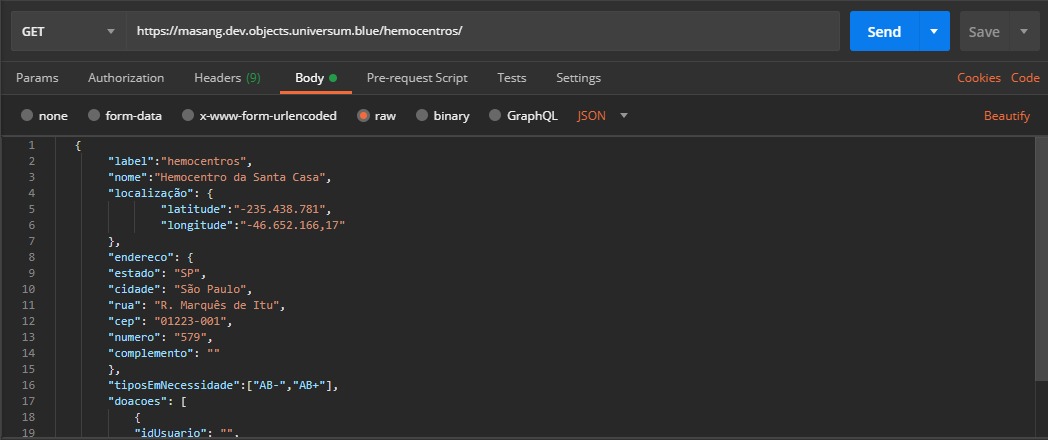 GET https://masang.dev.objects.universum.blue/hemocentros/ Send Save
Params Authorization Headers (9) Body Pre-request Script Tests Settings Cookies Code
none form-data x-www-form-urlencoded raw binary GraphQL JSON Beautify
1 {
2 "label":"hemocentros",
3 "nome":"Hemocentro da Santa Casa",
4 "localização": {
5 "latitude":"-235.438.781",
6 "longitude":"-46.652.166,17"
7 },
8 "endereco": {
9 "estado": "SP",
10 "cidade": "São Paulo",
11 "rua": "R. Marquês de Itu",
12 "cep": "01223-001",
13 "numero": "579",
14 "complemento": ""
15 },
16 "tiposEmNecessidade":["AB-","AB+"],
17 "doacoes": [
18 {
19 "idUsuario": "",